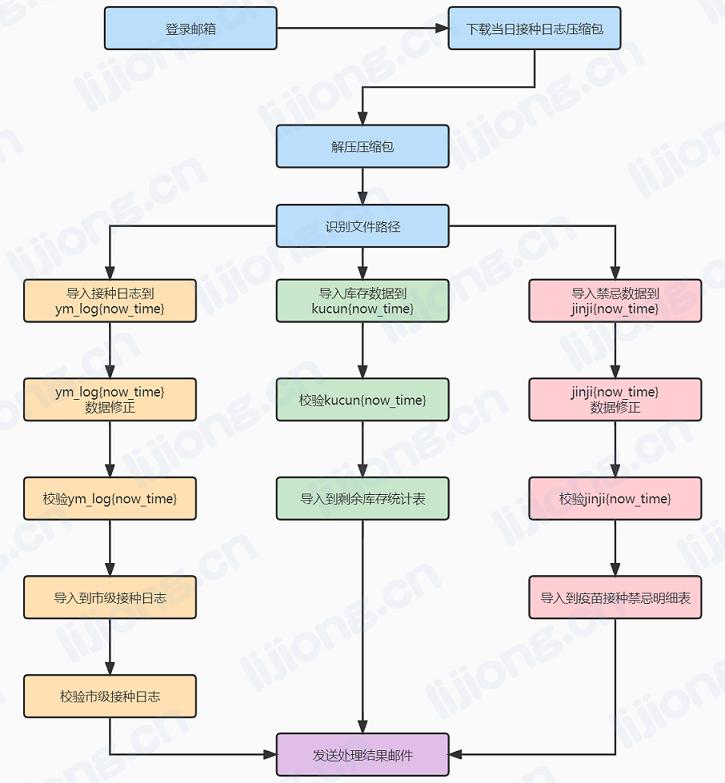 登录邮箱
下载当日接种日志压缩包
解压压缩包
识别文件路径
导入接种日志到
ym_log{now_time}
导入库存数据到
kucun{now_time}
导入禁忌数据到
jinji{now_time}
ym_log{now_time}
数据修正
校验kucun{now_time}
jinji{now_time}
数据修正
校验ym_log{now_time}
导入到剩余库存统计表
校验jinji{now_time}
导入到市级接种日志
导入到疫苗接种禁忌明细表
校验市级接种日志
发送处理结果邮件
lijiong.cn